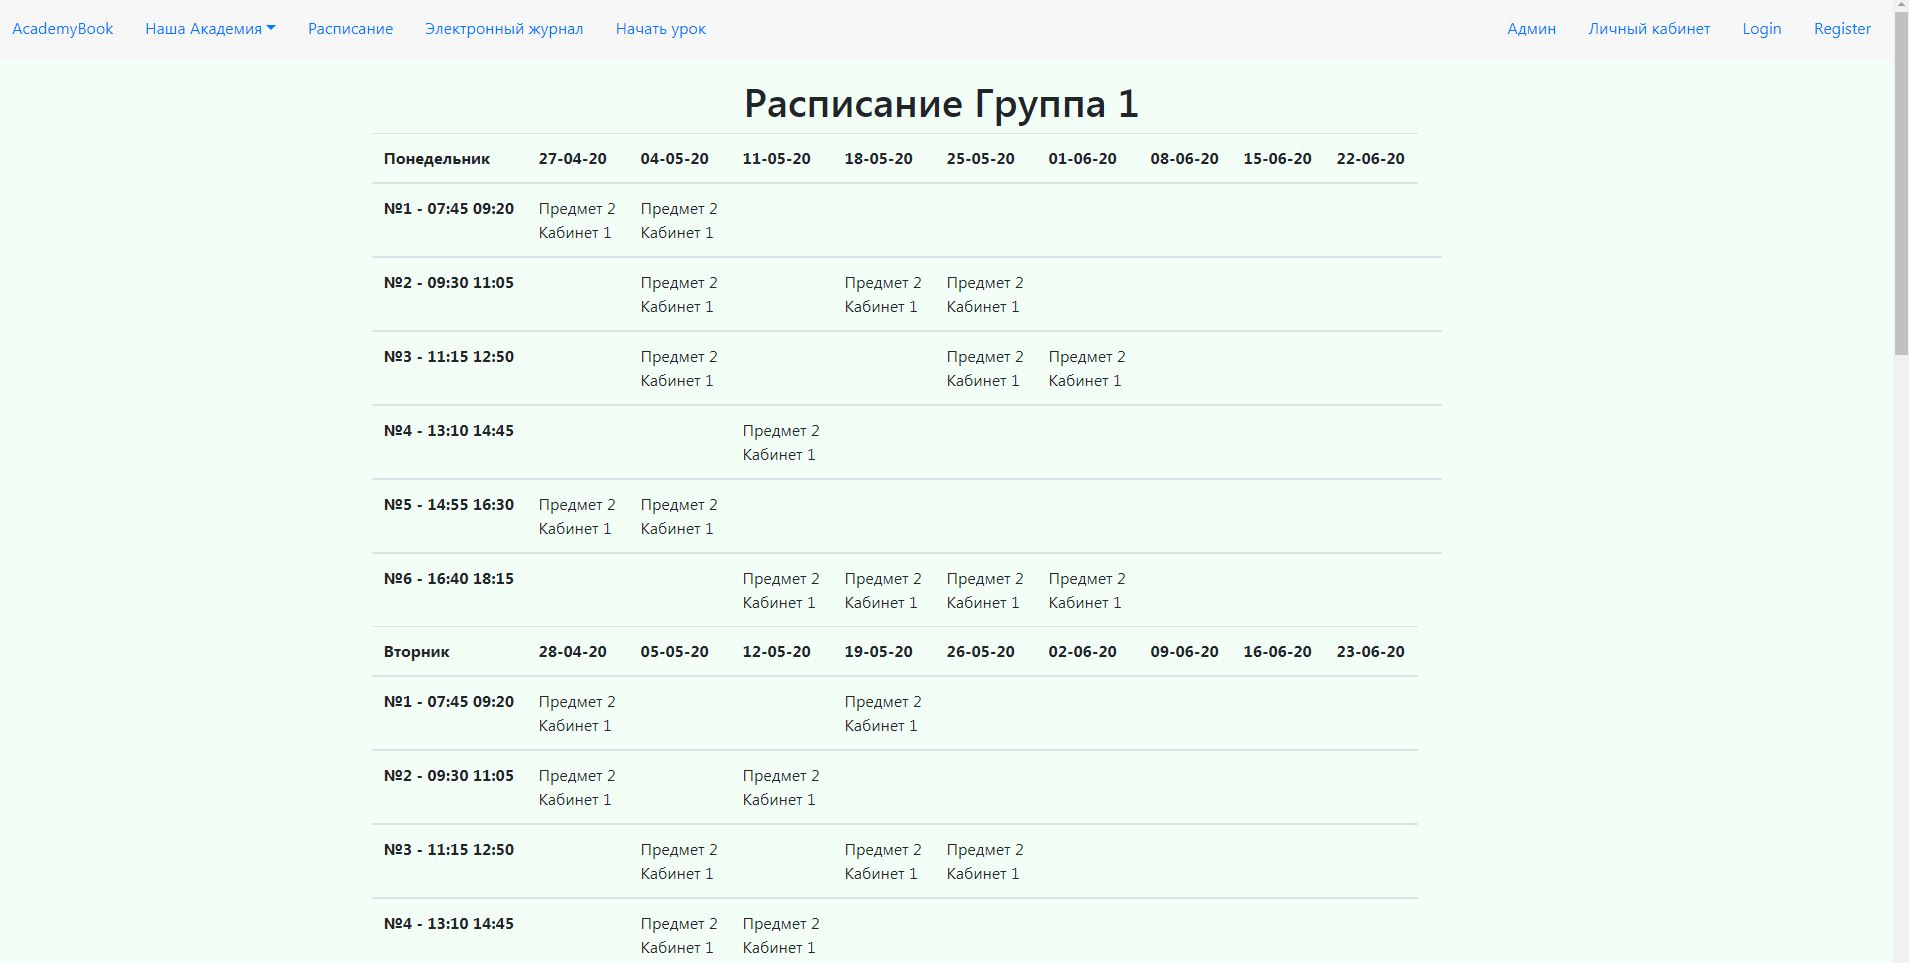 AcademyBook Наша Академия Расписание Электронный журнал Начать урок Админ Личный кабинет Login Register
Расписание Группа 1
Понедельник 27-04-20 04-05-20 11-05-20 18-05-20 25-05-20 01-06-20 08-06-20 15-06-20 22-06-20
№1 - 07:45 09:20 Предмет 2 Предмет 2
Кабинет 1 Кабинет 1
№2 - 09:30 11:05 Предмет 2 Предмет 2 Предмет 2
Кабинет 1 Кабинет 1 Кабинет 1
№3 - 11:15 12:50 Предмет 2 Предмет 2 Предмет 2
Кабинет 1 Кабинет 1 Кабинет 1
№4 - 13:10 14:45 Предмет 2
Кабинет 1
№5 - 14:55 16:30 Предмет 2 Предмет 2
Кабинет 1 Кабинет 1
№6 - 16:40 18:15 Предмет 2 Предмет 2 Предмет 2 Предмет 2
Кабинет 1 Кабинет 1 Кабинет 1 Кабинет 1
Вторник 28-04-20 05-05-20 12-05-20 19-05-20 26-05-20 02-06-20 09-06-20 16-06-20 23-06-20
№1 - 07:45 09:20 Предмет 2 Предмет 2
Кабинет 1 Кабинет 1
№2 - 09:30 11:05 Предмет 2 Предмет 2
Кабинет 1 Кабинет 1
№3 - 11:15 12:50 Предмет 2 Предмет 2 Предмет 2
Кабинет 1 Кабинет 1 Кабинет 1
№4 - 13:10 14:45 Предмет 2 Предмет 2
Кабинет 1 Кабинет 1